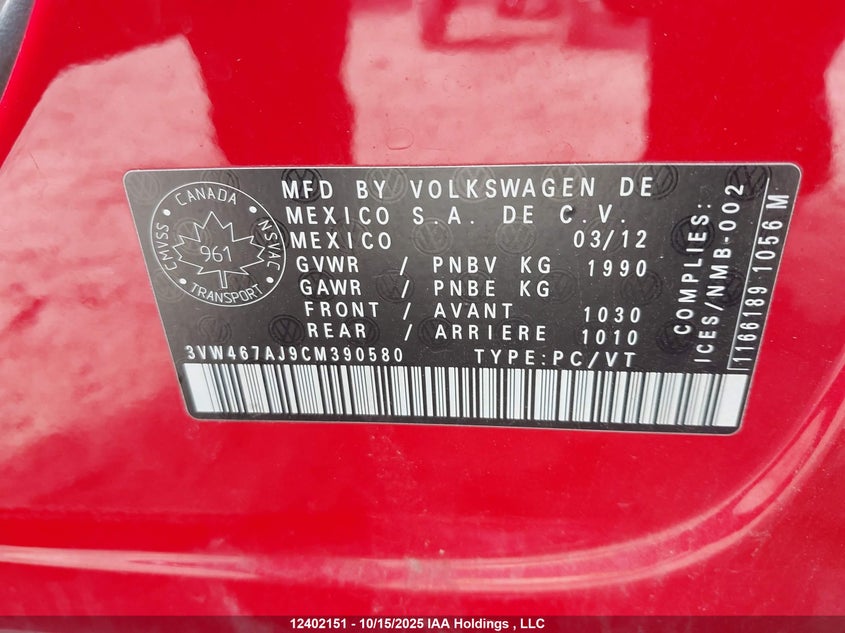 CANADA
CMVSS
NSVAC
961
TRANSPORT
MFD BY VOLKSWAGEN DE
MEXICO S.A. DE C.V.
MEXICO 03/12
GVWR / PNBV KG 1990
GAWR / PNBE KG
FRONT / AVANT 1030
REAR / ARRIERE 1010
3VW467AJ9CM390580 TYPE:PC/VT
COMPLIES:
ICES/NMB-002
1166189 1056 M
12402151 - 10/15/2025 IAA Holdings , LLC